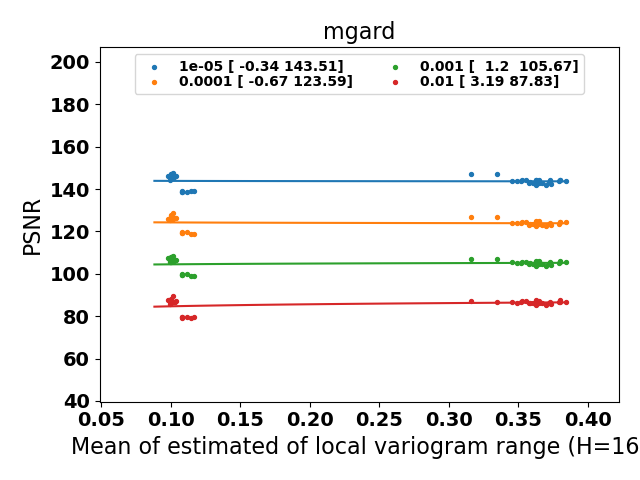 mgard
1e-05 [ -0.34 143.51]
0.0001 [ -0.67 123.59]
0.001 [  1.2  105.67]
0.01 [ 3.19 87.83]
PSNR
200
180
160
140
120
100
80
60
40
0.05 0.10 0.15 0.20 0.25 0.30 0.35 0.40
Mean of estimated of local variogram range (H=16